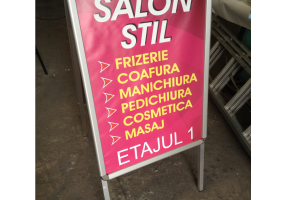 SALON
STIL
FRIZERIE
COAFURA
MANICHIURA
PEDICHIURA
COSMETICA
MASAJ
ETAJUL 1